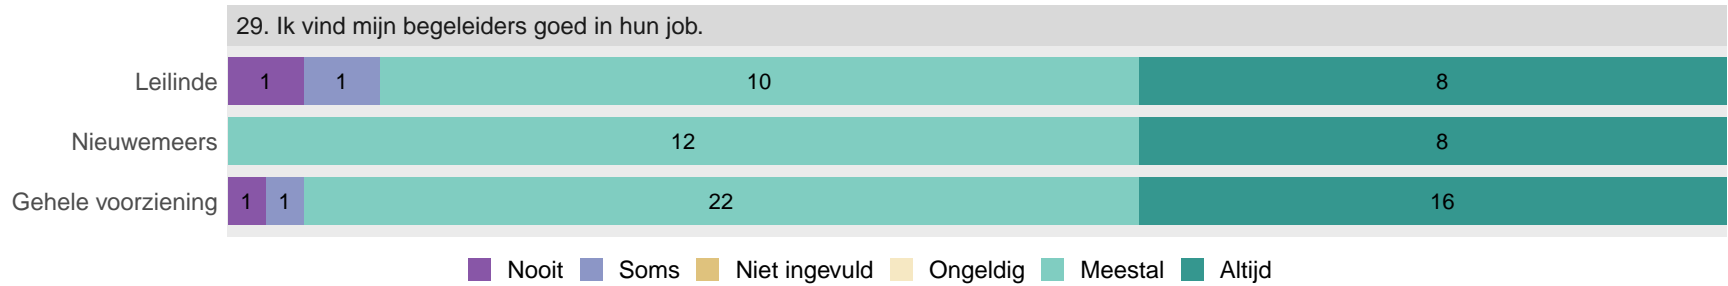 29. Ik vind mijn begeleiders goed in hun job.
Leilinde 1 1 10 8
Nieuwemeers 12 8
Gehele voorziening 1 1 22 16
Nooit Soms Niet ingevuld Ongeldig Meestal Altijd